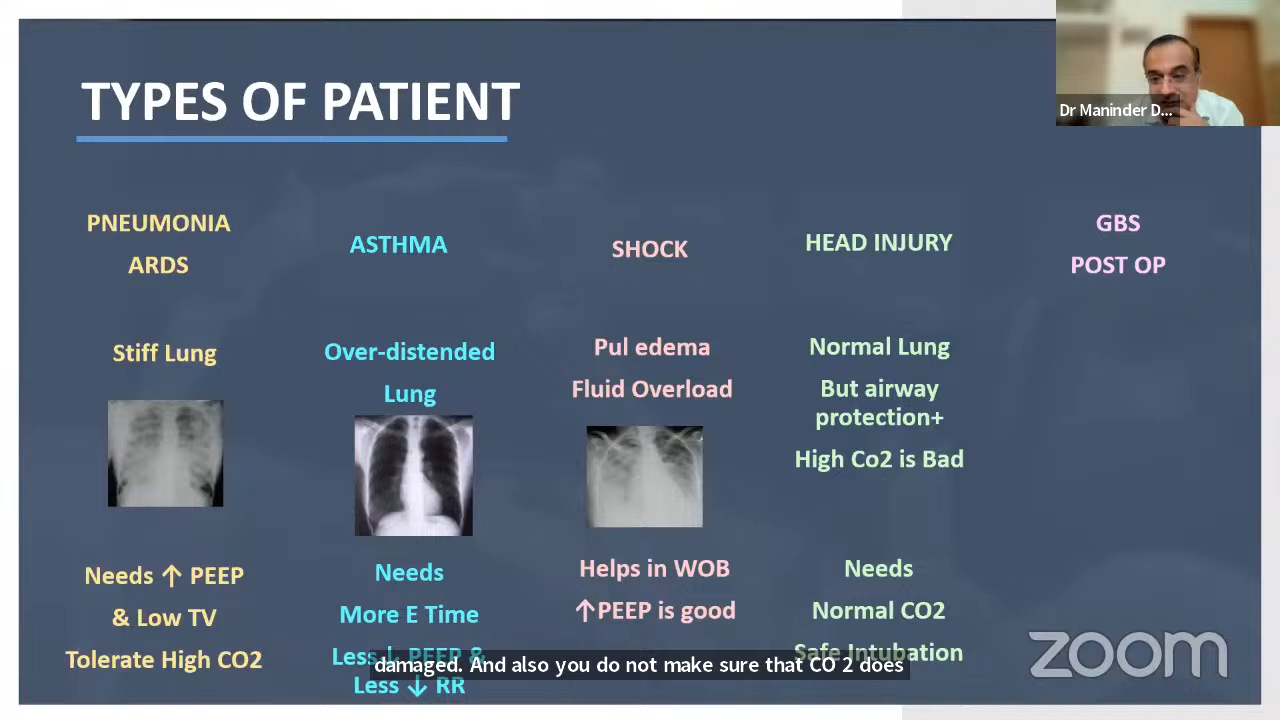 TYPES OF PATIENT
Dr Maninder D...
PNEUMONIA
ARDS
Stiff Lung
Needs ↑ PEEP
& Low TV
Tolerate High CO2
ASTHMA
Over-distended
Lung
Needs
More E Time
Less ↓ PEEP &
Less ↓ RR
SHOCK
Pul edema
Fluid Overload
Helps in WOB
↑PEEP is good
HEAD INJURY
Normal Lung
But airway
protection+
High Co2 is Bad
Needs
Normal CO2
Safe Intubation
GBS
POST OP
damaged. And also you do not make sure that CO 2 does
zoom